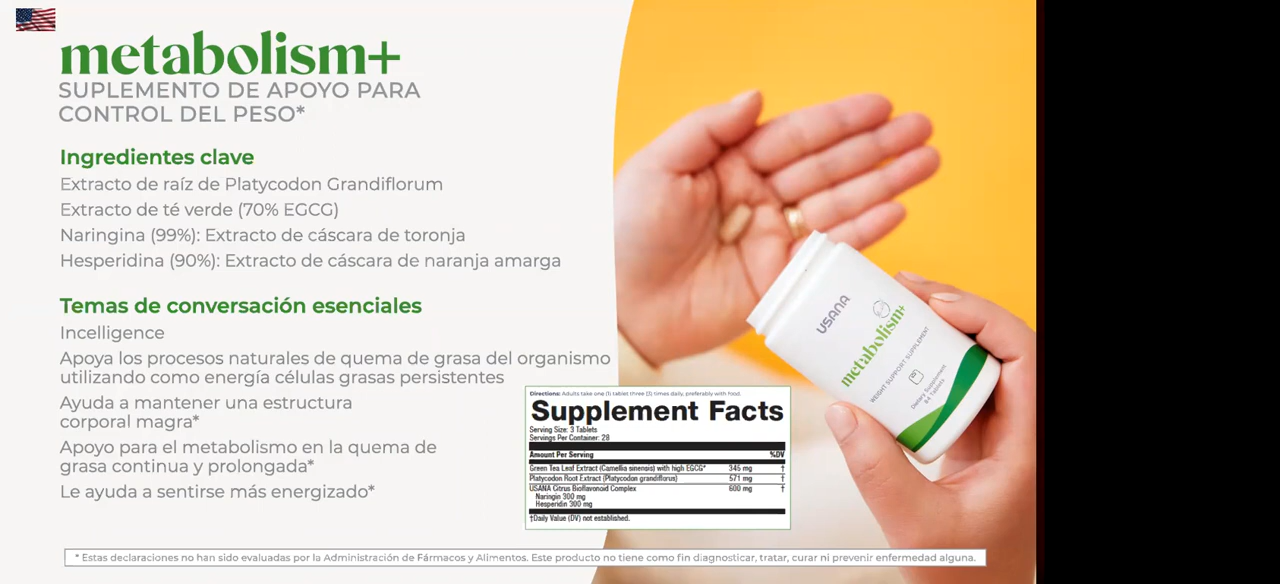 metabolism+
SUPLEMENTO DE APOYO PARA
CONTROL DEL PESO*
Ingredientes clave
Extracto de raíz de Platycodon Grandiflorum
Extracto de té verde (70% EGCG)
Naringina (99%): Extracto de cáscara de toronja
Hesperidina (90%): Extracto de cáscara de naranja amarga
Temas de conversación esenciales
Incelligence
Apoya los procesos naturales de quema de grasa del organismo
utilizando como energía células grasas persistentes
Ayuda a mantener una estructura
corporal magra*
Apoyo para el metabolismo en la quema de
grasa continua y prolongada*
Le ayuda a sentirse más energizado*
Directions: Adults take one (1) tablet three (3) times daily, preferably with food.
Supplement Facts
Serving Size: 3 Tablets
Servings Per Container: 28
Amount Per Serving %DV
Green Tea Leaf Extract (Camellia sinensis) with high EGCG* 345 mg †
Platycodon Root Extract (Platycodon grandiflorus) 571 mg †
USANA Citrus Bioflavonoid Complex 600 mg †
Naringin 300 mg
Hesperidin 300 mg
†Daily Value (DV) not established.
USANA
metabolism+
WEIGHT SUPPORT SUPPLEMENT
Dietary Supplement
84 Tablets
* Estas declaraciones no han sido evaluadas por la Administración de Fármacos y Alimentos. Este producto no tiene como fin diagnosticar, tratar, curar ni prevenir enfermedad alguna.